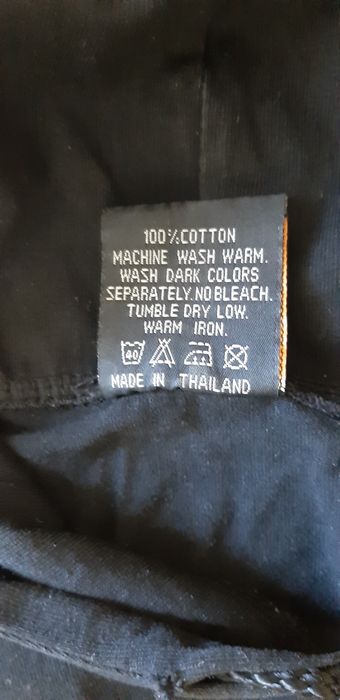 100%COTTON
MACHINE WASH WARM.
WASH DARK COLORS
SEPARATELY.NO BLEACH.
TUMBLE DRY LOW.
WARM IRON.
40
MADE IN THAILAND